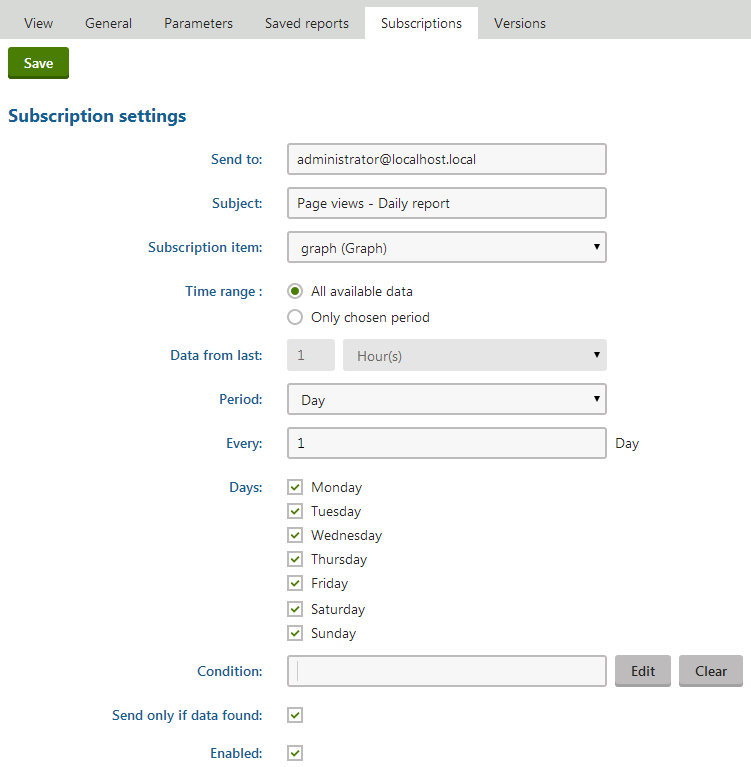 View General Parameters Saved reports Subscriptions Versions
Save
Subscription settings
Send to: administrator@localhost.local
Subject: Page views - Daily report
Subscription item: graph (Graph)
Time range : All available data
Only chosen period
Data from last: 1 Hour(s)
Period: Day
Every: 1 Day
Days: Monday
Tuesday
Wednesday
Thursday
Friday
Saturday
Sunday
Condition: Edit Clear
Send only if data found:
Enabled: